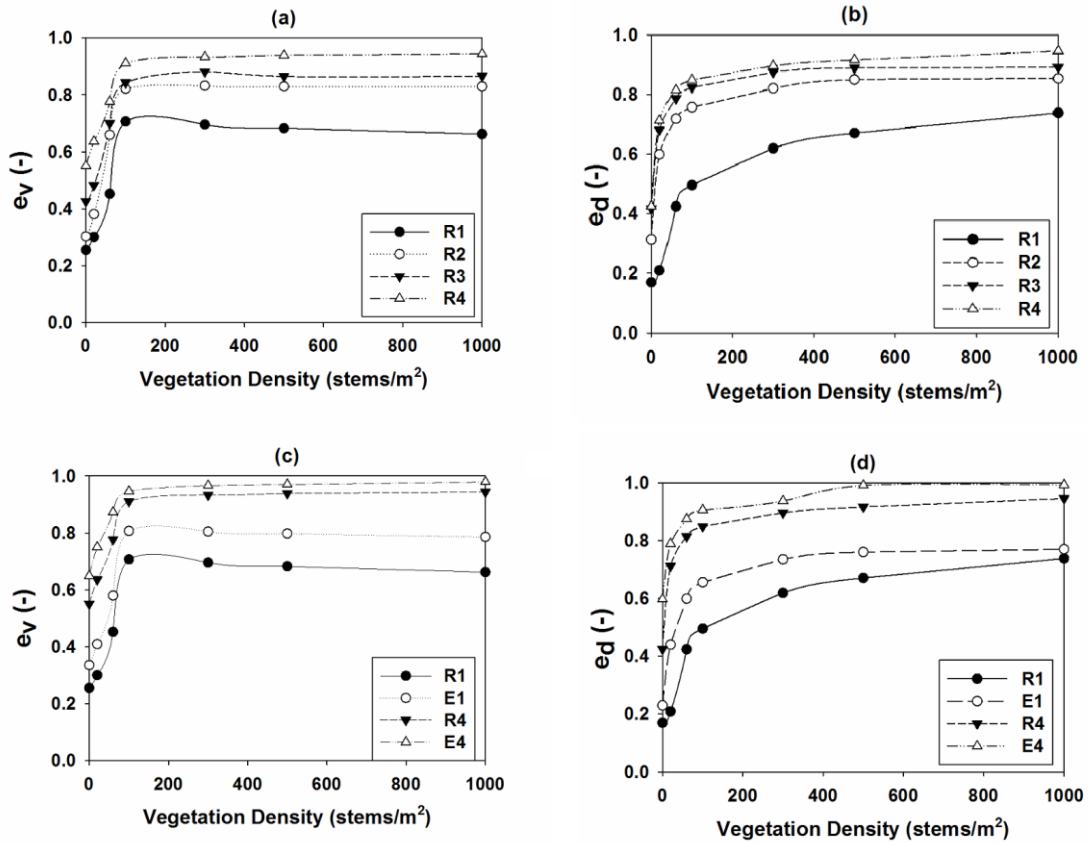 (a)
1.0
0.8
0.6
0.4
0.2
0.0
ev (-)
R1
R2
R3
R4
0 200 400 600 800 1000
Vegetation Density (stems/m²)
(b)
1.0
0.8
0.6
0.4
0.2
0.0
ed (-)
R1
R2
R3
R4
0 200 400 600 800 1000
Vegetation Density (stems/m²)
(c)
1.0
0.8
0.6
0.4
0.2
0.0
ev (-)
R1
E1
R4
E4
0 200 400 600 800 1000
Vegetation Density (stems/m²)
(d)
1.0
0.8
0.6
0.4
0.2
0.0
ed (-)
R1
E1
R4
E4
0 200 400 600 800 1000
Vegetation Density (stems/m²)